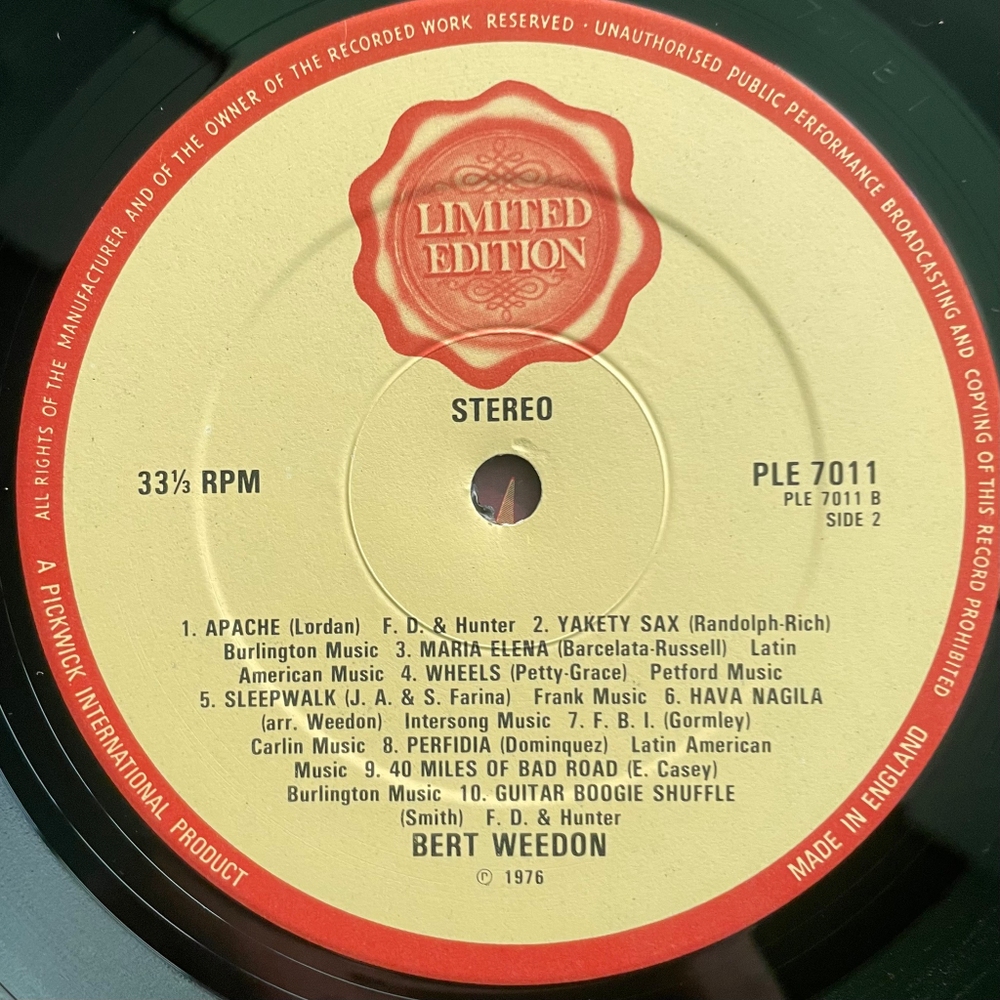 ALL RIGHTS OF THE MANUFACTURER AND OF THE OWNER OF THE RECORDED WORK RESERVED · UNAUTHORISED PUBLIC PERFORMANCE BROADCASTING AND COPYING OF THIS RECORD PROHIBITED
LIMITED
EDITION
STEREO
33⅓ RPM
PLE 7011
PLE 7011 B
SIDE 2
1. APACHE (Lordan) F. D. & Hunter 2. YAKETY SAX (Randolph-Rich)
Burlington Music 3. MARIA ELENA (Barcelata-Russell) Latin
American Music 4. WHEELS (Petty-Grace) Petford Music
5. SLEEPWALK (J. A. & S. Farina) Frank Music 6. HAVA NAGILA
(arr. Weedon) Intersong Music 7. F. B. I. (Gormley)
Carlin Music 8. PERFIDIA (Dominquez) Latin American
Music 9. 40 MILES OF BAD ROAD (E. Casey)
Burlington Music 10. GUITAR BOOGIE SHUFFLE
(Smith) F. D. & Hunter
BERT WEEDON
℗ 1976
A PICKWICK INTERNATIONAL PRODUCT
MADE IN ENGLAND